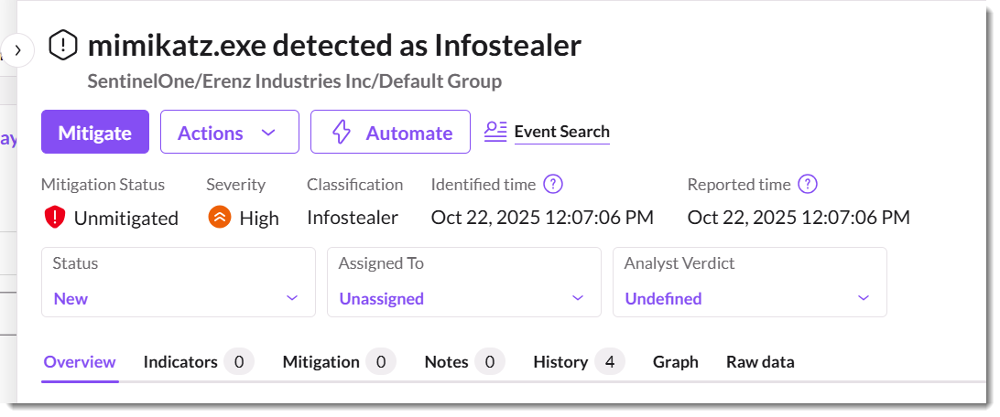 mimikatz.exe detected as Infostealer
SentinelOne/Erenz Industries Inc/Default Group
Mitigate Actions Automate Event Search
Mitigation Status Severity Classification Identified time ? Reported time ?
Unmitigated High Infostealer Oct 22, 2025 12:07:06 PM Oct 22, 2025 12:07:06 PM
Status Assigned To Analyst Verdict
New Unassigned Undefined
Overview Indicators 0 Mitigation 0 Notes 0 History 4 Graph Raw data
ay